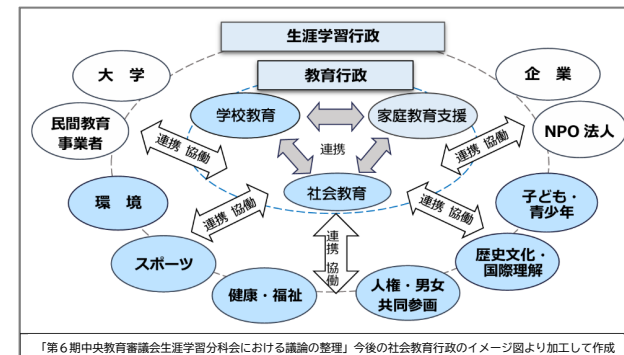 生涯学習行政
教育行政
大　学
企　業
学校教育
家庭教育支援
民間教育
事業者
NPO 法人
連携
連携 協働
連携 協働
社会教育
環　境
子ども・
青少年
連携 協働
連携 協働
連携 協働
スポーツ
歴史文化・
国際理解
健康・福祉
人権・男女
共同参画
「第６期中央教育審議会生涯学習分科会における議論の整理」今後の社会教育行政のイメージ図より加工して作成